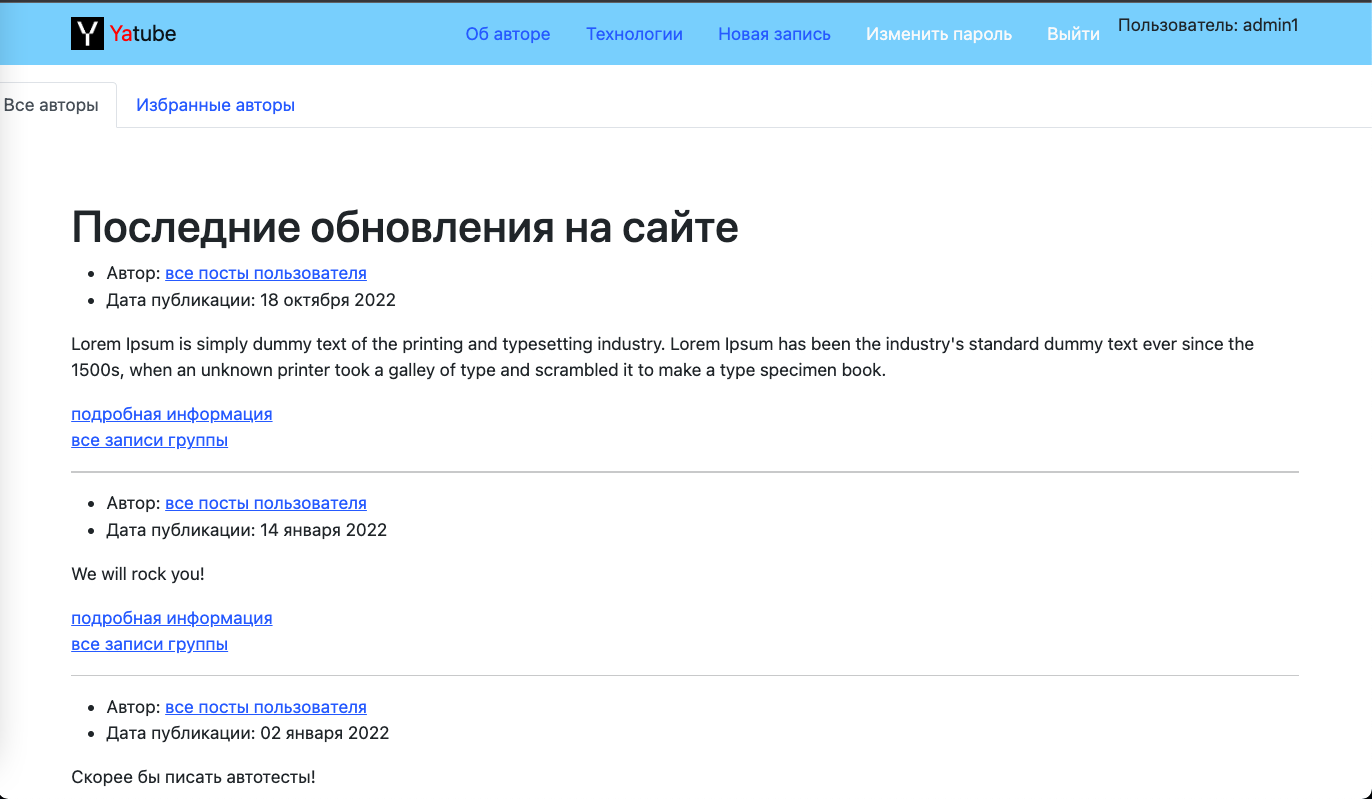 Y Yatube Об авторе Технологии Новая запись Изменить пароль Выйти Пользователь: admin1
Все авторы Избранные авторы
Последние обновления на сайте
• Автор: все посты пользователя
• Дата публикации: 18 октября 2022
Lorem Ipsum is simply dummy text of the printing and typesetting industry. Lorem Ipsum has been the industry's standard dummy text ever since the
1500s, when an unknown printer took a galley of type and scrambled it to make a type specimen book.
подробная информация
все записи группы
• Автор: все посты пользователя
• Дата публикации: 14 января 2022
We will rock you!
подробная информация
все записи группы
• Автор: все посты пользователя
• Дата публикации: 02 января 2022
Скорее бы писать автотесты!